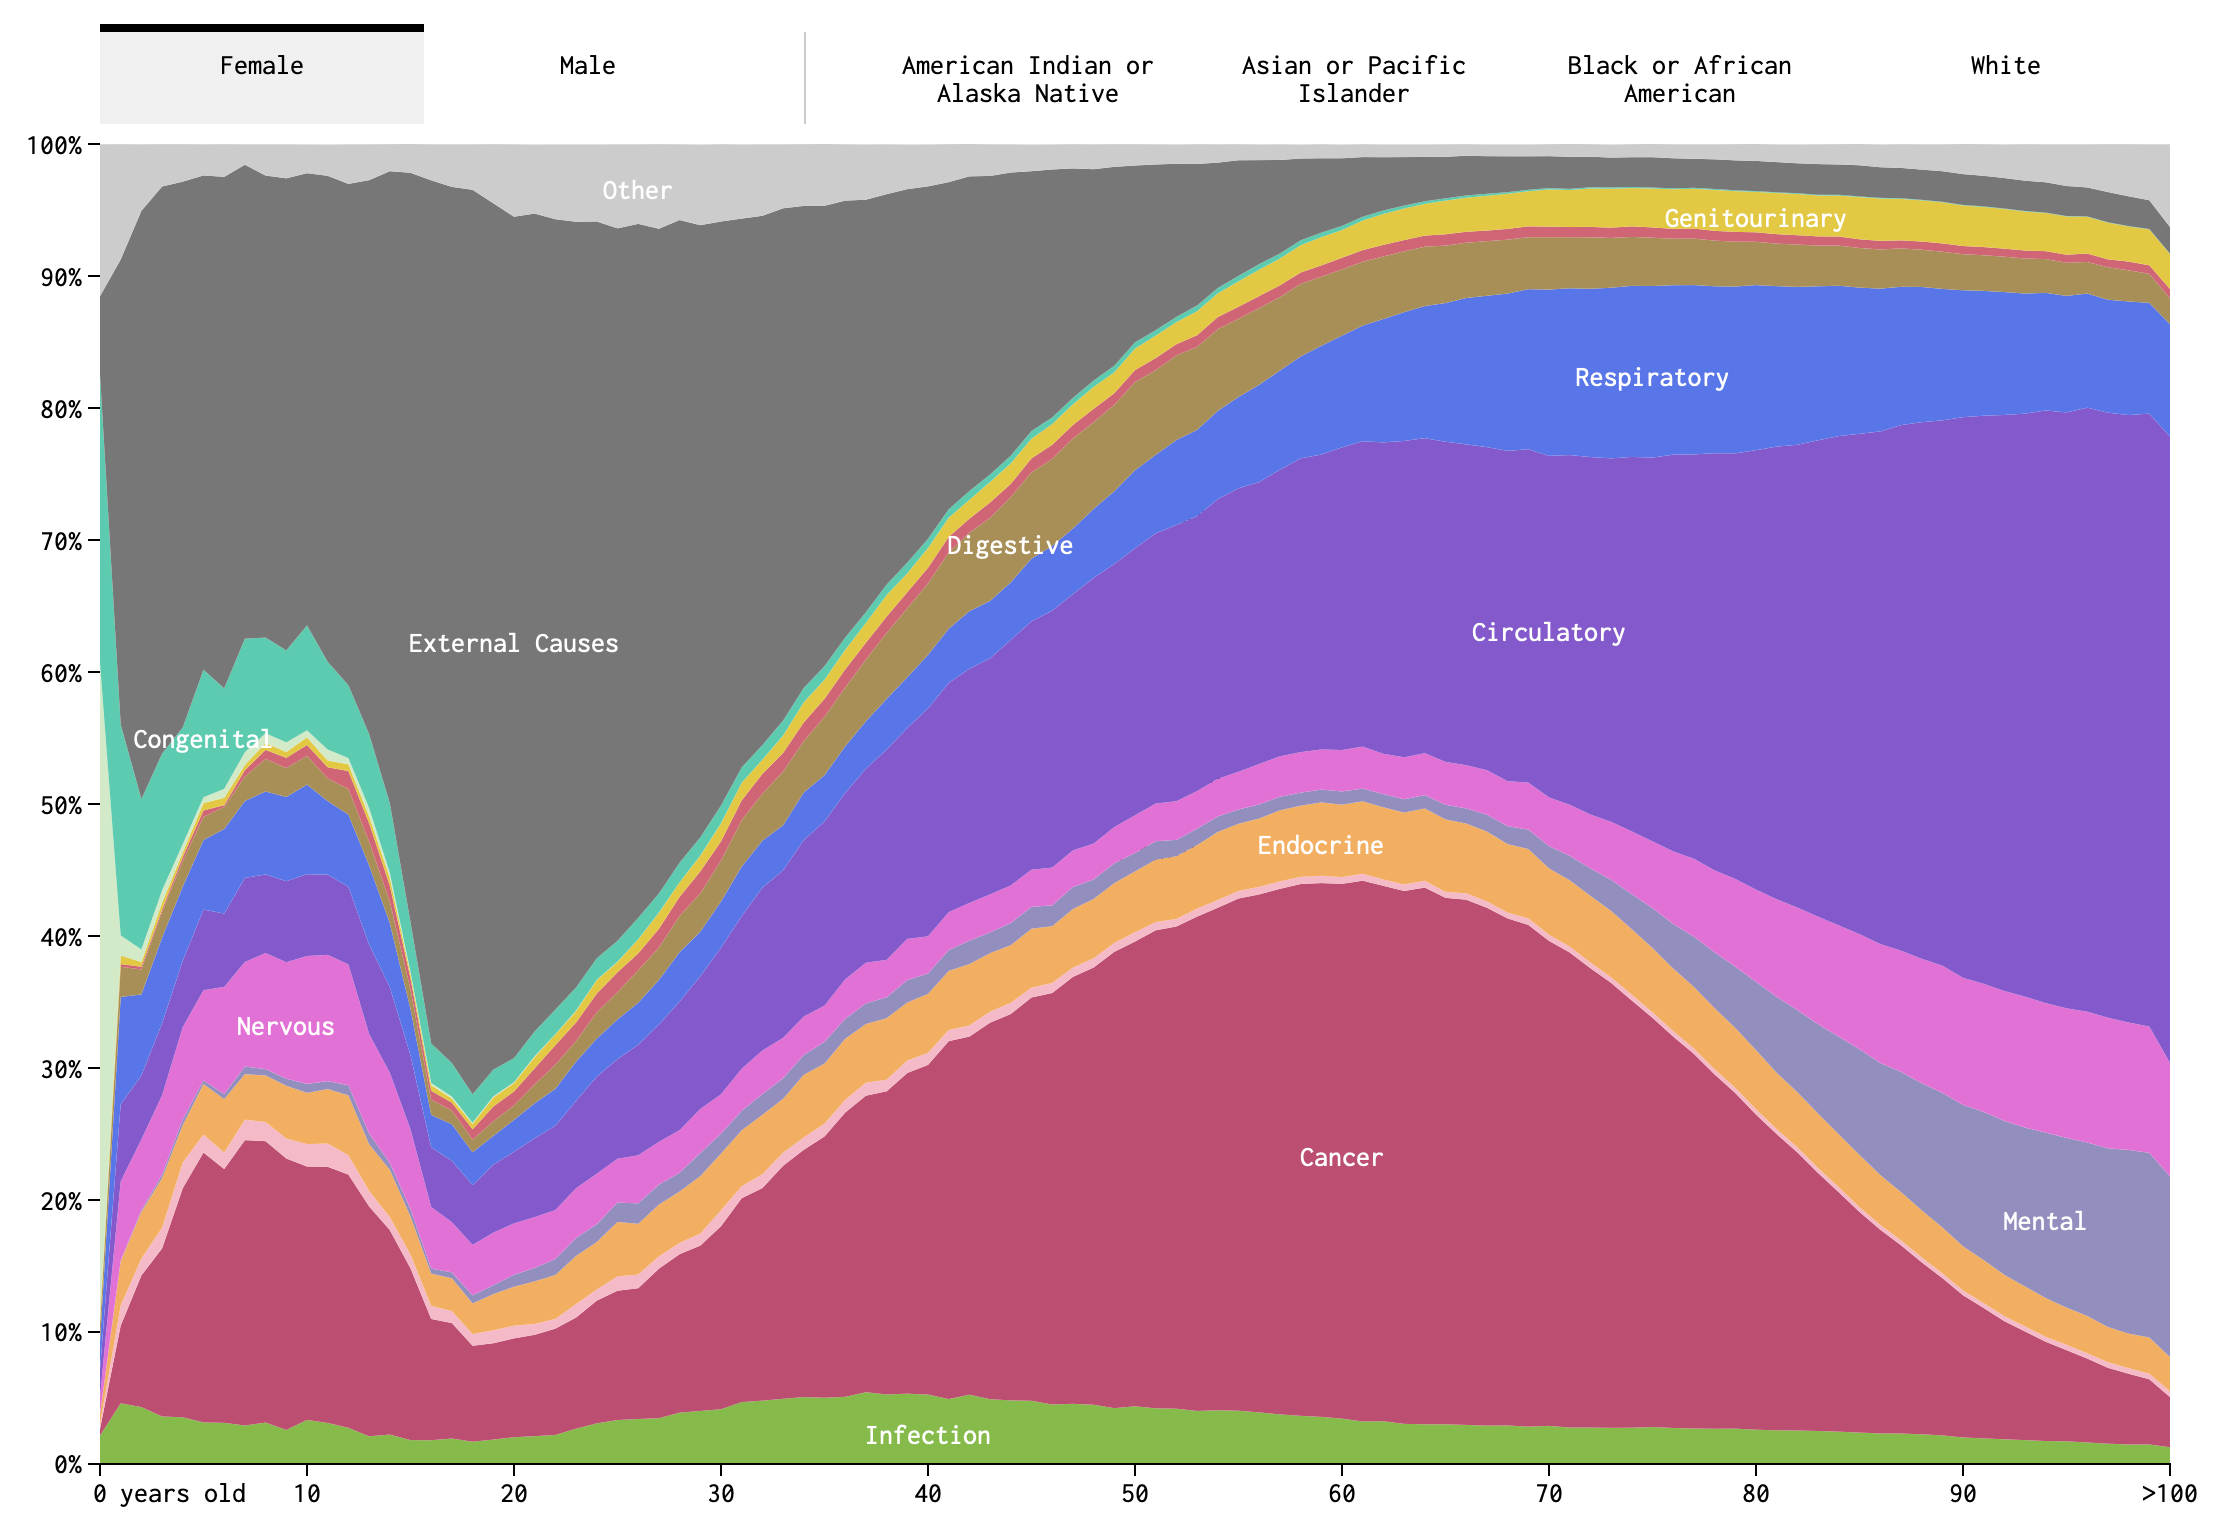 Female
Male
American Indian or
Alaska Native
Asian or Pacific
Islander
Black or African
American
White
100%
90%
80%
70%
60%
50%
40%
30%
20%
10%
0%
Other
Genitourinary
Respiratory
Digestive
Circulatory
External Causes
Congenital
Endocrine
Nervous
Cancer
Mental
Infection
0 years old
10
20
30
40
50
60
70
80
90
>100